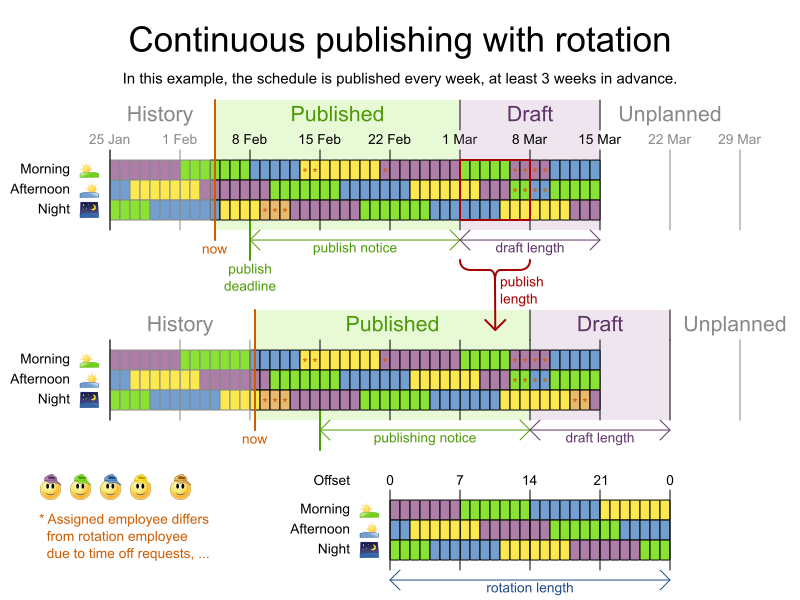 Continuous publishing with rotation
In this example, the schedule is published every week, at least 3 weeks in advance.
History Published Draft Unplanned
25 Jan 1 Feb 8 Feb 15 Feb 22 Feb 1 Mar 8 Mar 15 Mar 22 Mar 29 Mar
Morning * * * * * * *
Afternoon * * * *
Night * * *
now publish notice draft length
publish
deadline
publish
length
History Published Draft Unplanned
Morning * * * * * * *
Afternoon * * * *
Night * * * * *
now publishing notice draft length
Offset 0 7 14 21 0
Morning
Afternoon
Night
rotation length
* Assigned employee differs
from rotation employee
due to time off requests, ...